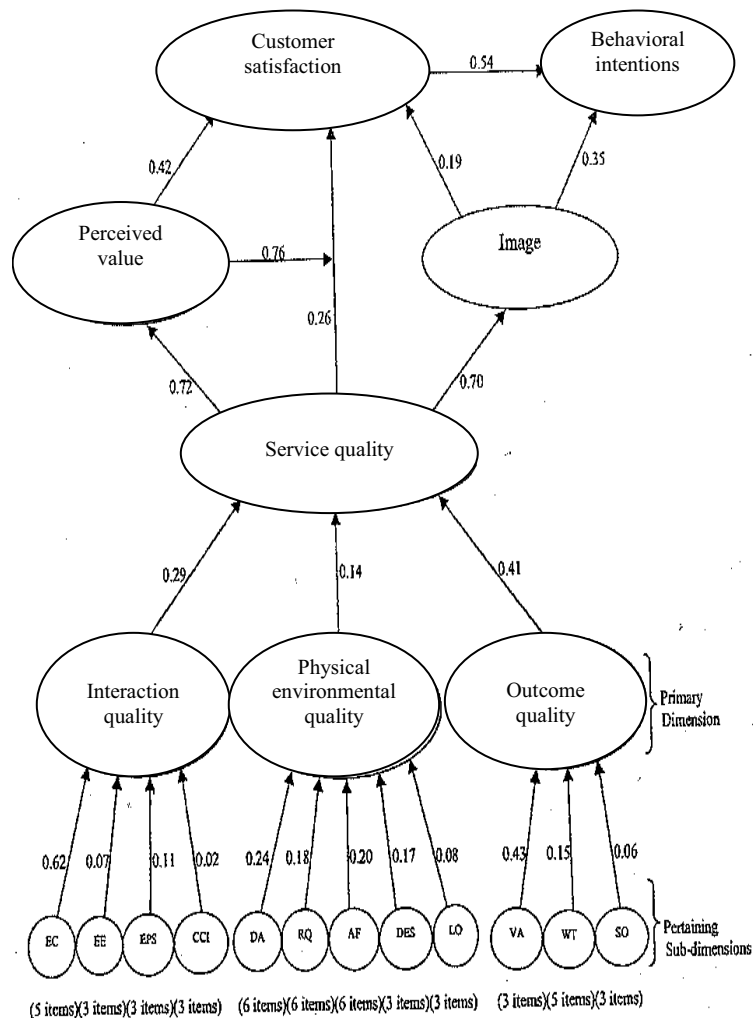 Customer
satisfaction
Behavioral
intentions
0.54
0.42
0.19
0.35
Perceived
value
0.76
Image
0.26
0.72
0.70
Service quality
0.29
0.14
0.41
Interaction
quality
Physical
environmental
quality
Outcome
quality
Primary
Dimension
0.62
0.07
0.11
0.02
0.24
0.18
0.20
0.17
0.08
0.43
0.15
0.06
EC
EE
EPS
CCI
DA
RQ
AF
DES
LO
VA
WT
SO
Pertaining
Sub-dimensions
(5 items)(3 items)(3 items)(3 items)
(6 items)(6 items)(6 items)(3 items)(3 items)
(3 items)(5 items)(3 items)